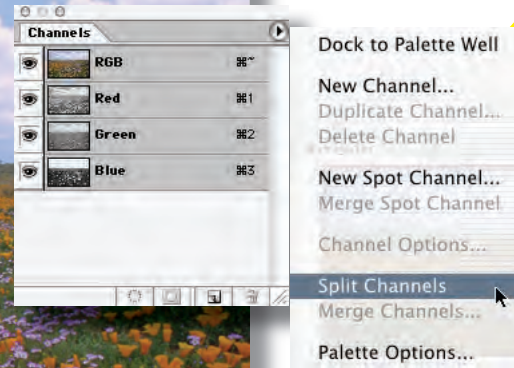 Channels
RGB ⌘~
Red ⌘1
Green ⌘2
Blue ⌘3
Dock to Palette Well
New Channel...
Duplicate Channel...
Delete Channel
New Spot Channel...
Merge Spot Channel
Channel Options...
Split Channels
Merge Channels...
Palette Options...